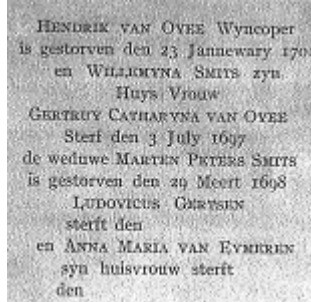 HENDRIK VAN OVEE Wyncoper
is gestorven den 23 Jannewary 170
en WILLEMYNA SMITS zyn
Huys Vrouw
GERTRUY CATHARYNA VAN OVEE
Sterf den 3 July 1697
de weduwe MARTEN PETERS SMITS
is gestorven den 29 Meert 1698
LUDOVICUS GERTSEN
sterft den
en ANNA MARIA VAN EYMEREN
syn huisvrouw sterft
den